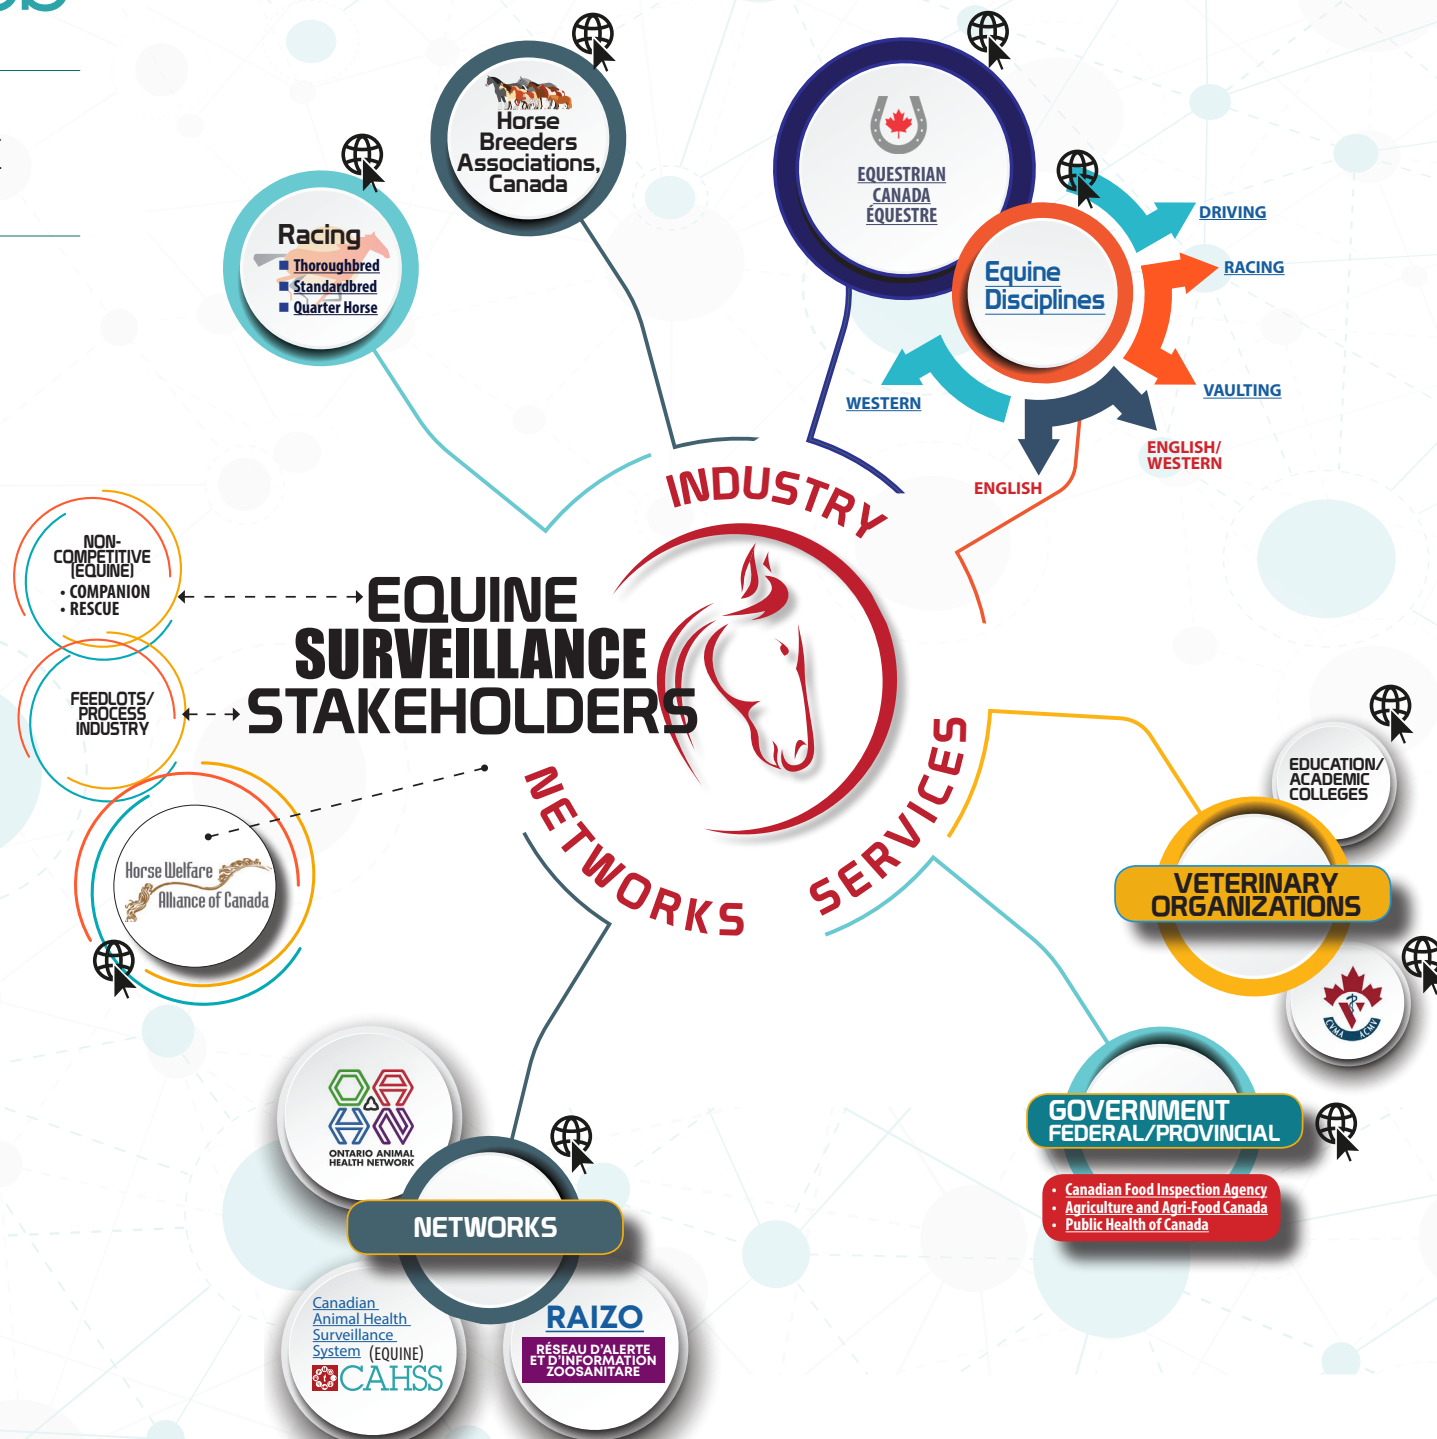 Horse
Breeders
Associations,
Canada
Racing
Thoroughbred
Standardbred
Quarter Horse
EQUESTRIAN
CANADA
ÉQUESTRE
Equine
Disciplines
DRIVING
RACING
VAULTING
ENGLISH/
WESTERN
ENGLISH
WESTERN
INDUSTRY
NON-
COMPETITIVE
(EQUINE)
• COMPANION
• RESCUE
FEEDLOTS/
PROCESS
INDUSTRY
EQUINE
SURVEILLANCE
STAKEHOLDERS
Horse Welfare
Alliance of Canada
NETWORKS
SERVICES
EDUCATION/
ACADEMIC
COLLEGES
VETERINARY
ORGANIZATIONS
CVMA ACMV
GOVERNMENT
FEDERAL/PROVINCIAL
• Canadian Food Inspection Agency
• Agriculture and Agri-Food Canada
• Public Health of Canada
OAHN
ONTARIO ANIMAL
HEALTH NETWORK
NETWORKS
Canadian
Animal Health
Surveillance
System (EQUINE)
CAHSS
RAIZO
RÉSEAU D'ALERTE
ET D'INFORMATION
ZOOSANITARE